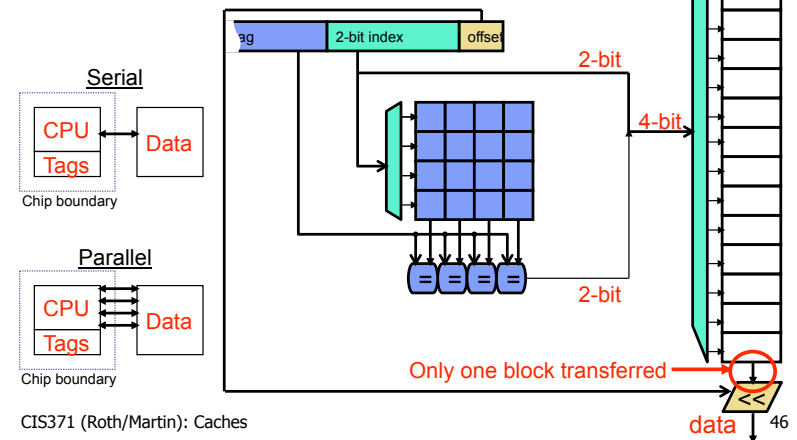 ag
2-bit index
offset
2-bit
Serial
CPU
Data
4-bit
Tags
Chip boundary
Parallel
= = = =
2-bit
CPU
Data
Tags
Only one block transferred
Chip boundary
<<
CIS371 (Roth/Martin): Caches
data
46